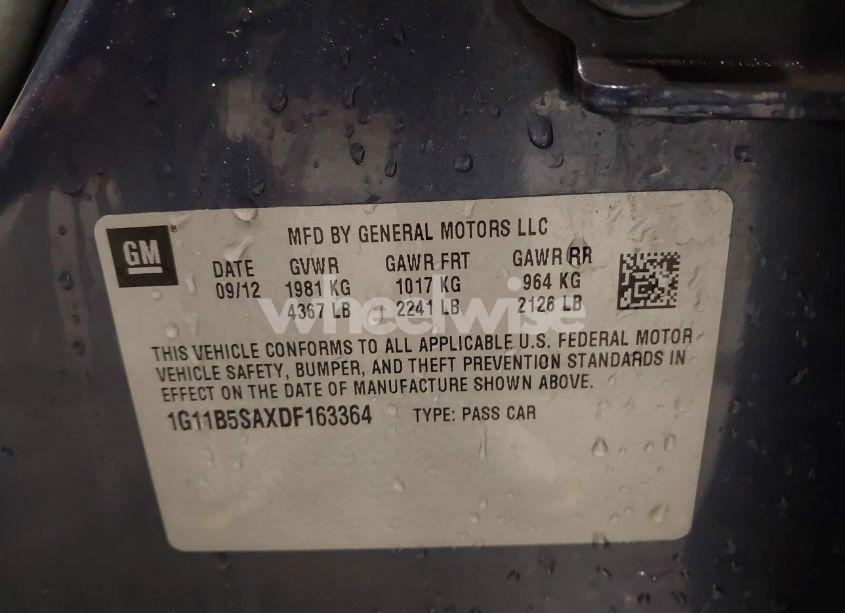 GM
MFD BY GENERAL MOTORS LLC
DATE GVWR GAWR FRT GAWR RR
09/12 1981 KG 1017 KG 964 KG
4367 LB 2241 LB 2126 LB
wheelwise
THIS VEHICLE CONFORMS TO ALL APPLICABLE U.S. FEDERAL MOTOR
VEHICLE SAFETY, BUMPER, AND THEFT PREVENTION STANDARDS IN
EFFECT ON THE DATE OF MANUFACTURE SHOWN ABOVE.
1G11B5SAXDF163364 TYPE: PASS CAR